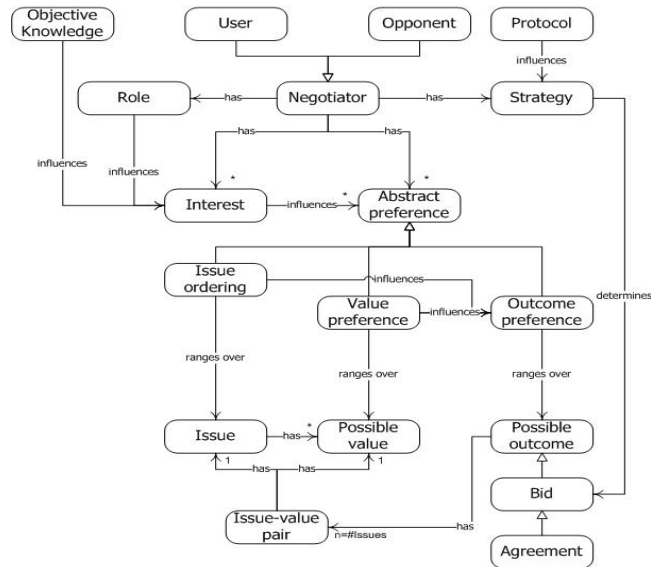 Objective
Knowledge
User
Opponent
Protocol
influences
Role
has
Negotiator
has
Strategy
has
has
influences
influences
*
*
*
Interest
influences
Abstract
preference
Issue
ordering
influences
determines
Value
preference
influences
Outcome
preference
ranges over
ranges over
ranges over
Issue
has
*
Possible
value
Possible
outcome
1
has
has
1
Bid
Issue-value
pair
has
n=#Issues
Agreement